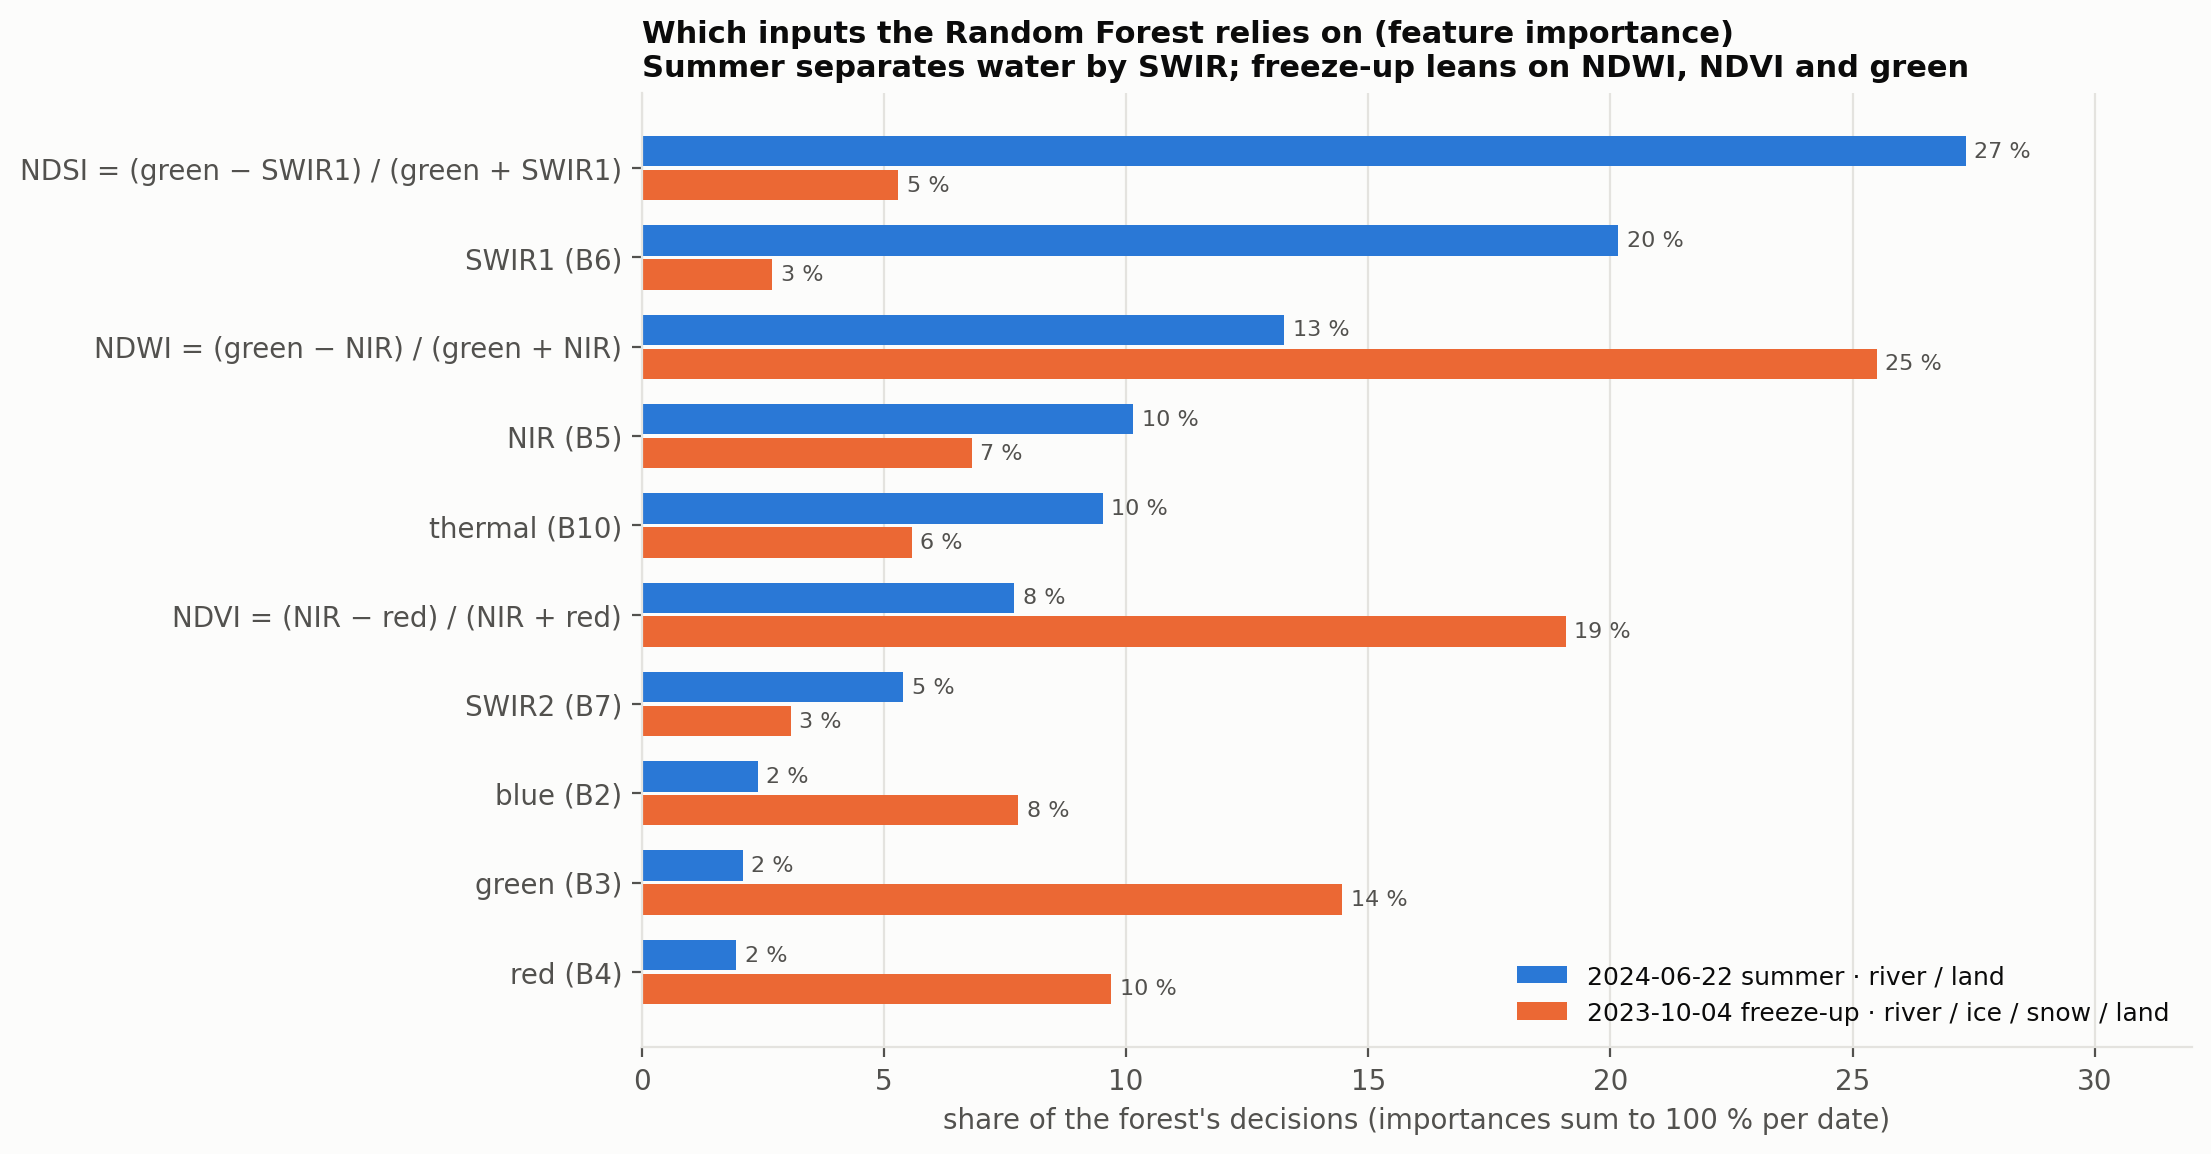 Which inputs the Random Forest relies on (feature importance)
Summer separates water by SWIR; freeze-up leans on NDWI, NDVI and green
NDSI = (green − SWIR1) / (green + SWIR1)
27 %
5 %
SWIR1 (B6)
20 %
3 %
NDWI = (green − NIR) / (green + NIR)
13 %
25 %
NIR (B5)
10 %
7 %
thermal (B10)
10 %
6 %
NDVI = (NIR − red) / (NIR + red)
8 %
19 %
SWIR2 (B7)
5 %
3 %
blue (B2)
2 %
8 %
green (B3)
2 %
14 %
red (B4)
2 %
10 %
2024-06-22 summer · river / land
2023-10-04 freeze-up · river / ice / snow / land
0 5 10 15 20 25 30
share of the forest's decisions (importances sum to 100 % per date)